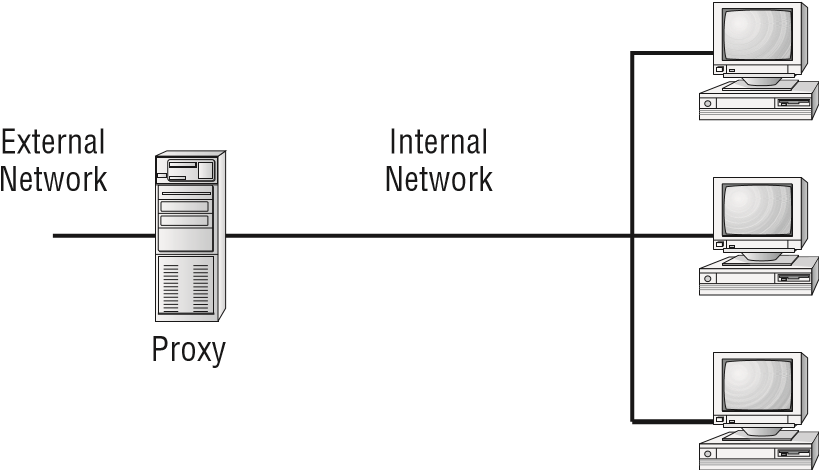 External
Network
Internal
Network
Proxy